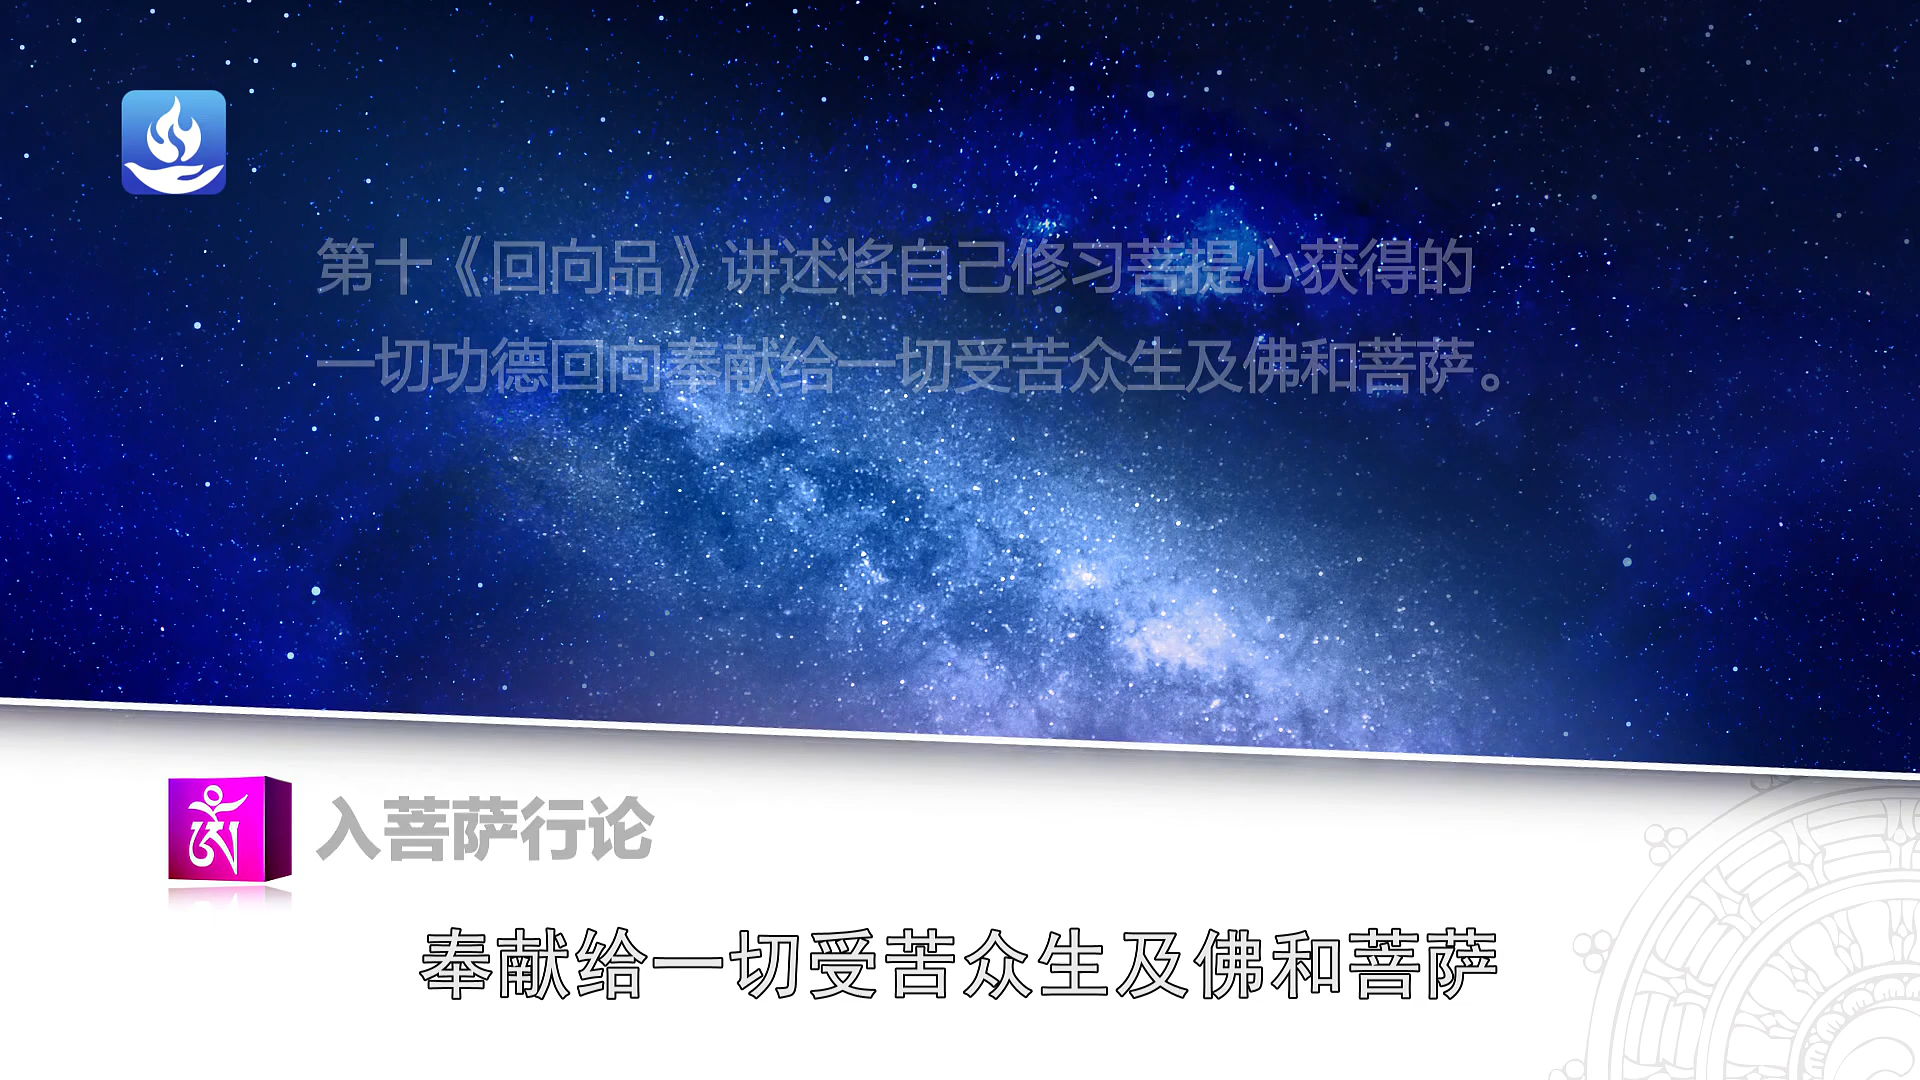 第十《回向品》讲述将自己修习菩提心获得的
一切功德回向奉献给一切受苦众生及佛和菩萨。
ༀ
入菩萨行论
奉献给一切受苦众生及佛和菩萨